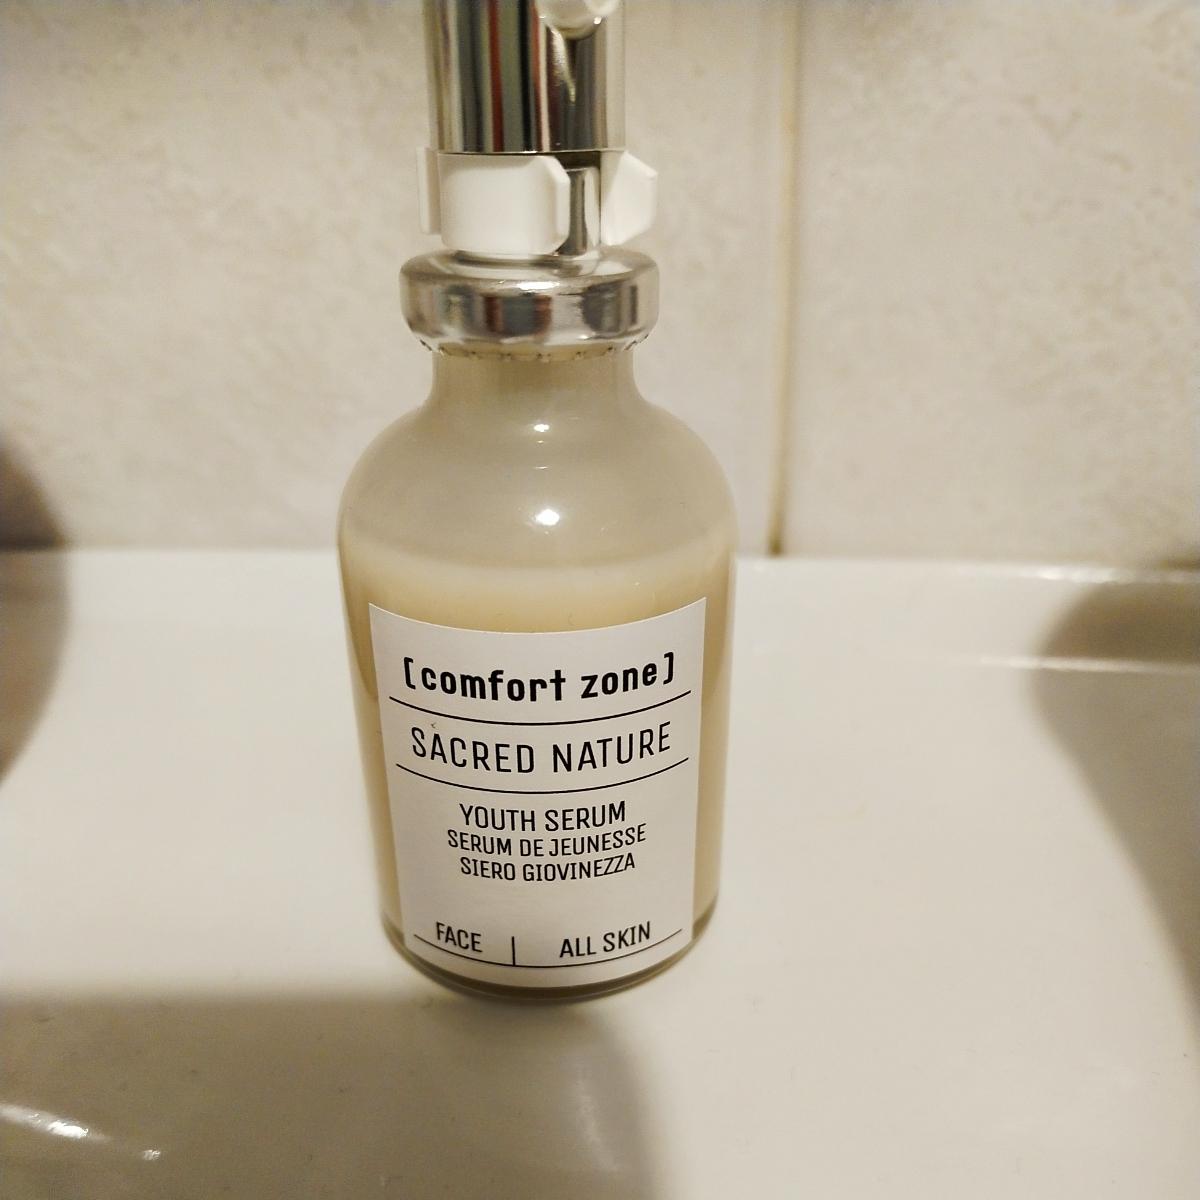 [comfort zone]
SACRED NATURE
YOUTH SERUM
SERUM DE JEUNESSE
SIERO GIOVINEZZA
FACE | ALL SKIN